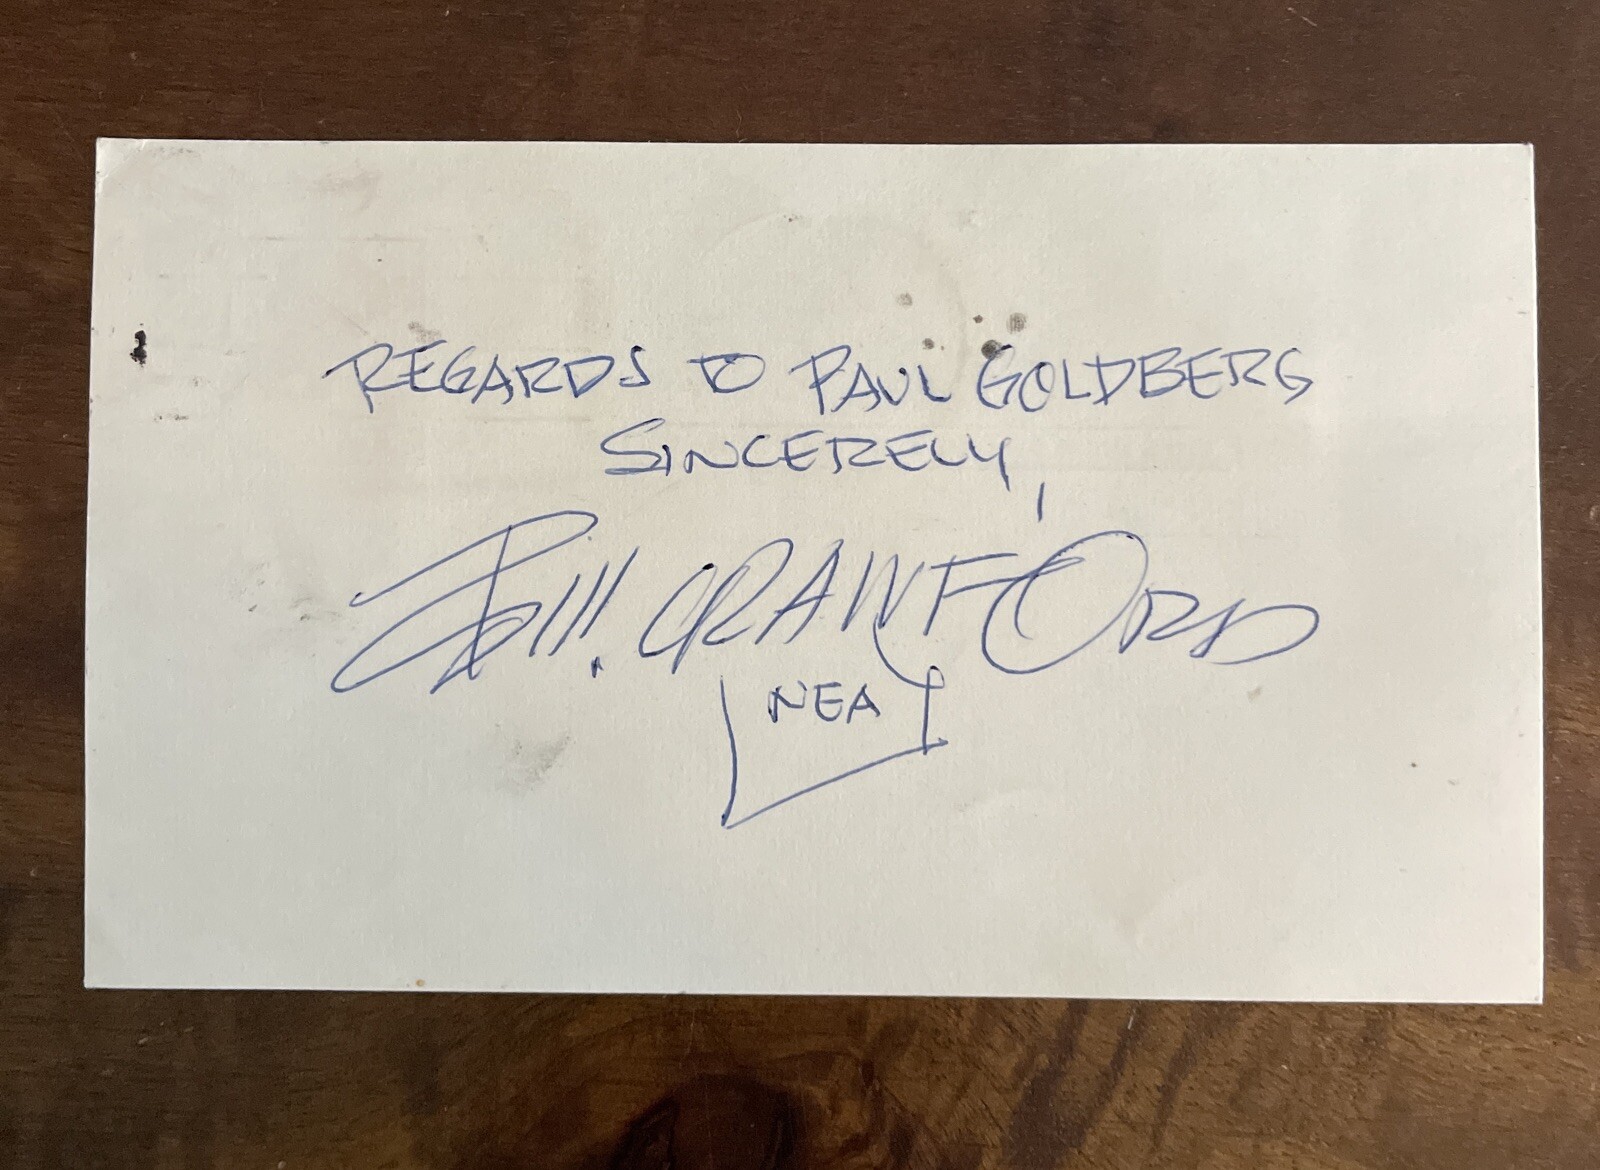 REGARDS TO PAUL GOLDBERG
SINCERELY,
Bill CRAWFORD
NEA